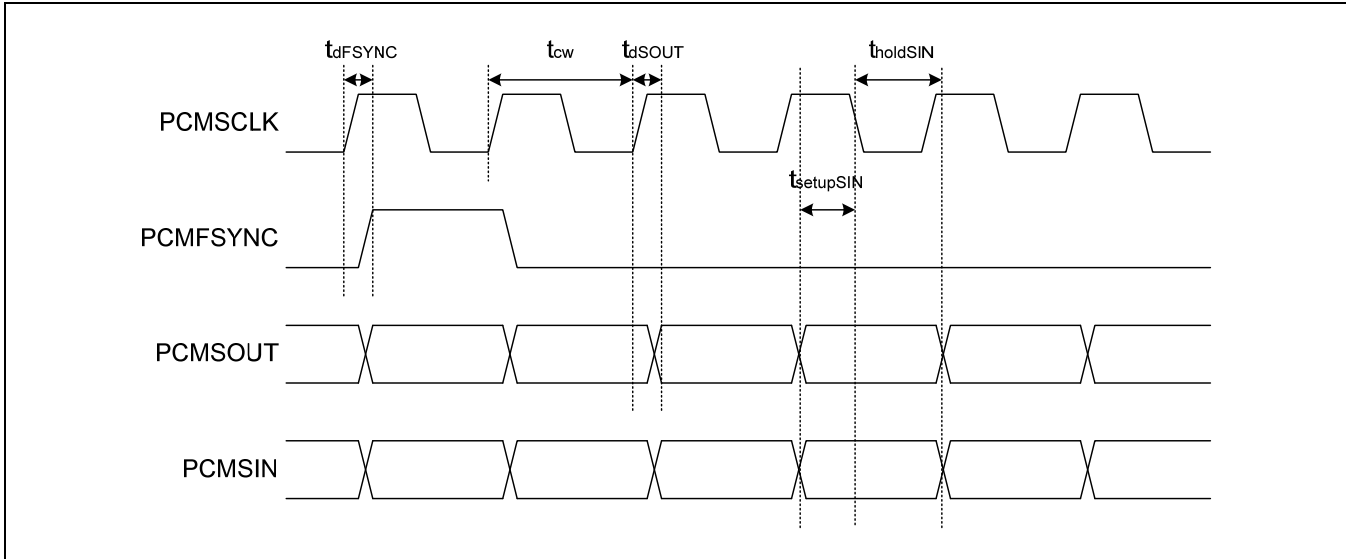 tdFSYNC
tcw
tdSOUT
tholdSIN
PCMSCLK
tsetupSIN
PCMFSYNC
PCMSOUT
PCMSIN